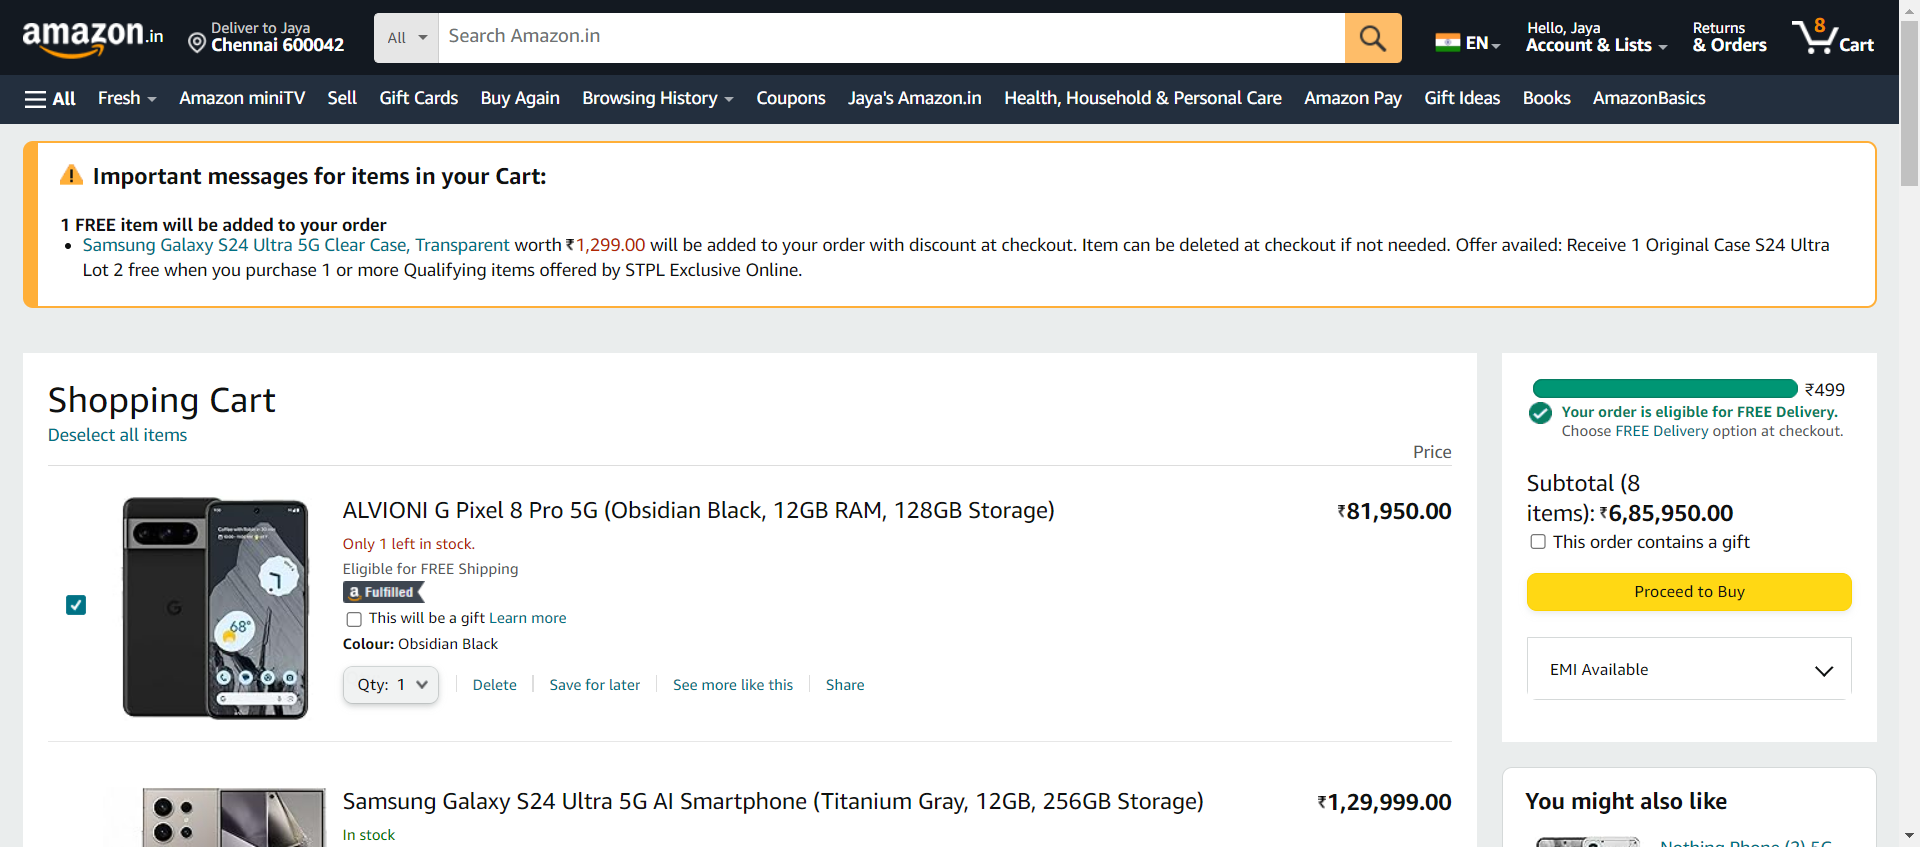 amazon.in
Deliver to Jaya
Chennai 600042
All
Search Amazon.in
EN
Hello, Jaya
Account & Lists
Returns
& Orders
8
Cart
All
Fresh
Amazon miniTV
Sell
Gift Cards
Buy Again
Browsing History
Coupons
Jaya's Amazon.in
Health, Household & Personal Care
Amazon Pay
Gift Ideas
Books
AmazonBasics
Important messages for items in your Cart:
1 FREE item will be added to your order
• Samsung Galaxy S24 Ultra 5G Clear Case, Transparent worth ₹1,299.00 will be added to your order with discount at checkout. Item can be deleted at checkout if not needed. Offer availed: Receive 1 Original Case S24 Ultra
Lot 2 free when you purchase 1 or more Qualifying items offered by STPL Exclusive Online.
Shopping Cart
Deselect all items
Price
ALVIONI G Pixel 8 Pro 5G (Obsidian Black, 12GB RAM, 128GB Storage)
₹81,950.00
Only 1 left in stock.
Eligible for FREE Shipping
a Fulfilled
This will be a gift Learn more
Colour: Obsidian Black
Qty: 1
Delete
Save for later
See more like this
Share
68°
Samsung Galaxy S24 Ultra 5G AI Smartphone (Titanium Gray, 12GB, 256GB Storage)
₹1,29,999.00
In stock
₹499
Your order is eligible for FREE Delivery.
Choose FREE Delivery option at checkout.
Subtotal (8
items): ₹6,85,950.00
This order contains a gift
Proceed to Buy
EMI Available
You might also like
Nothing Phone (2) 5G